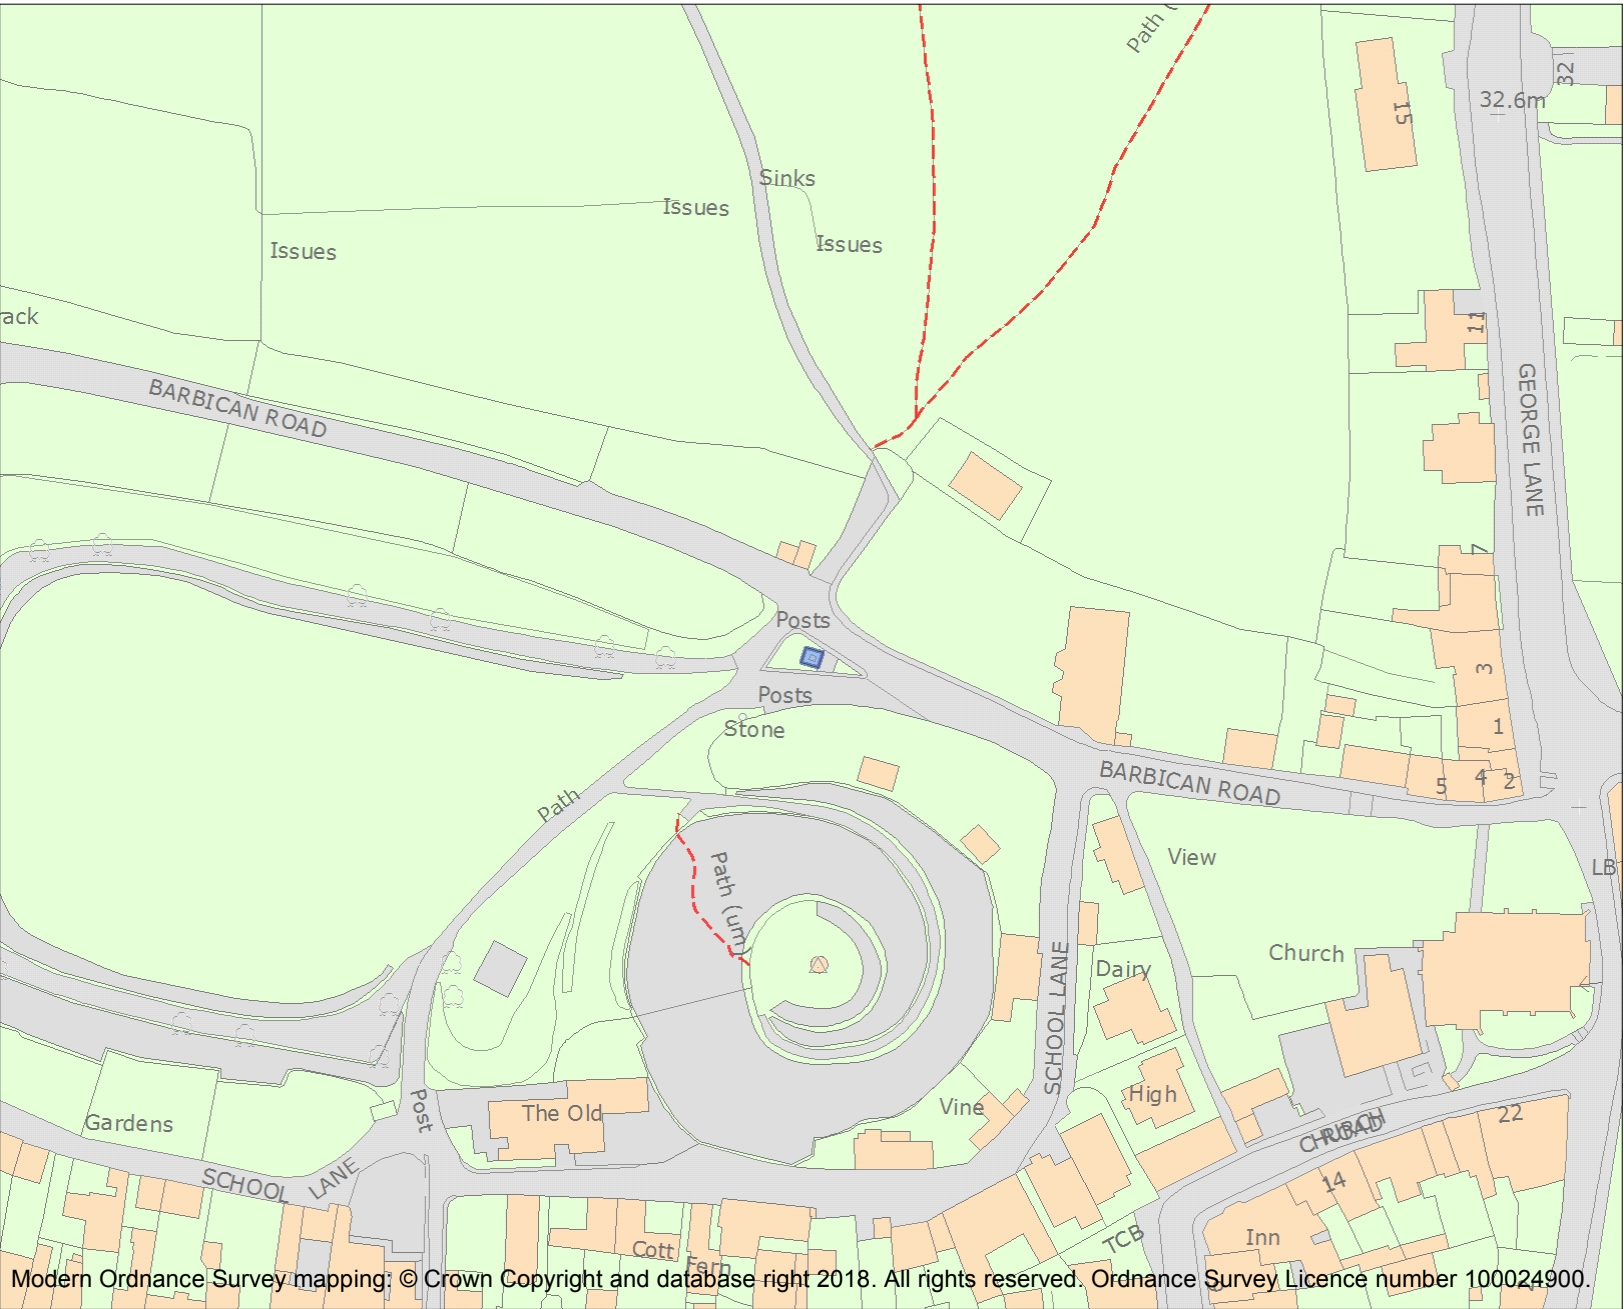 Path (
32
32.6m
15
Sinks
Issues
Issues
Issues
ack
11
BARBICAN ROAD
GEORGE LANE
7
Posts
3
Posts
Stone
1
BARBICAN ROAD
5
4
2
Path
View
Path (um)
LB
Church
Dairy
SCHOOL LANE
High
Vine
The Old
Post
Gardens
22
CHURCH
ROAD
SCHOOL LANE
14
TCB
Inn
Cott
Fern
Modern Ordnance Survey mapping: © Crown Copyright and database right 2018. All rights reserved. Ordnance Survey Licence number 100024900.